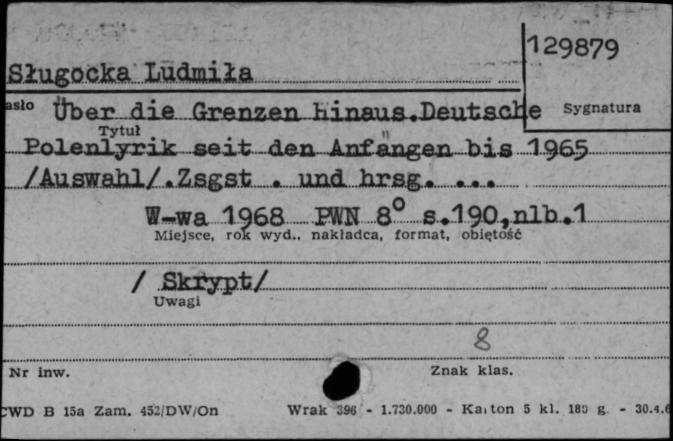 129879
Sługocka Ludmiła
asło Über die Grenzen hinaus.Deutsche Sygnatura
Tytuł
Polenlyrik seit den Anfängen bis 1965
/Auswahl/.Zsgst . und hrsg. ...
W-wa 1968 PWN 8° s.190,nlb.1
Miejsce, rok wyd.. nakładca, format, objętość
/ Skrypt/
Uwagi
8
Nr inw. Znak klas.
CWD B 15a Zam. 452/DW/On Wrak 396 - 1.730.000 - Karton 5 kl. 180 g - 30.4.6